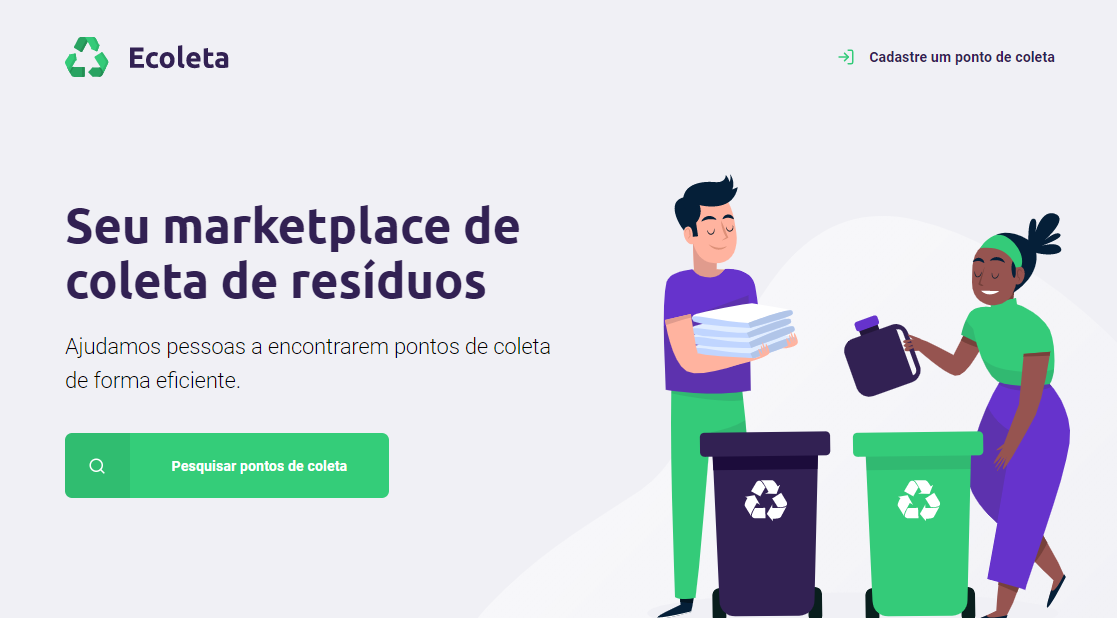 Ecoleta
Cadastre um ponto de coleta
Seu marketplace de
coleta de resíduos
Ajudamos pessoas a encontrarem pontos de coleta
de forma eficiente.
Pesquisar pontos de coleta